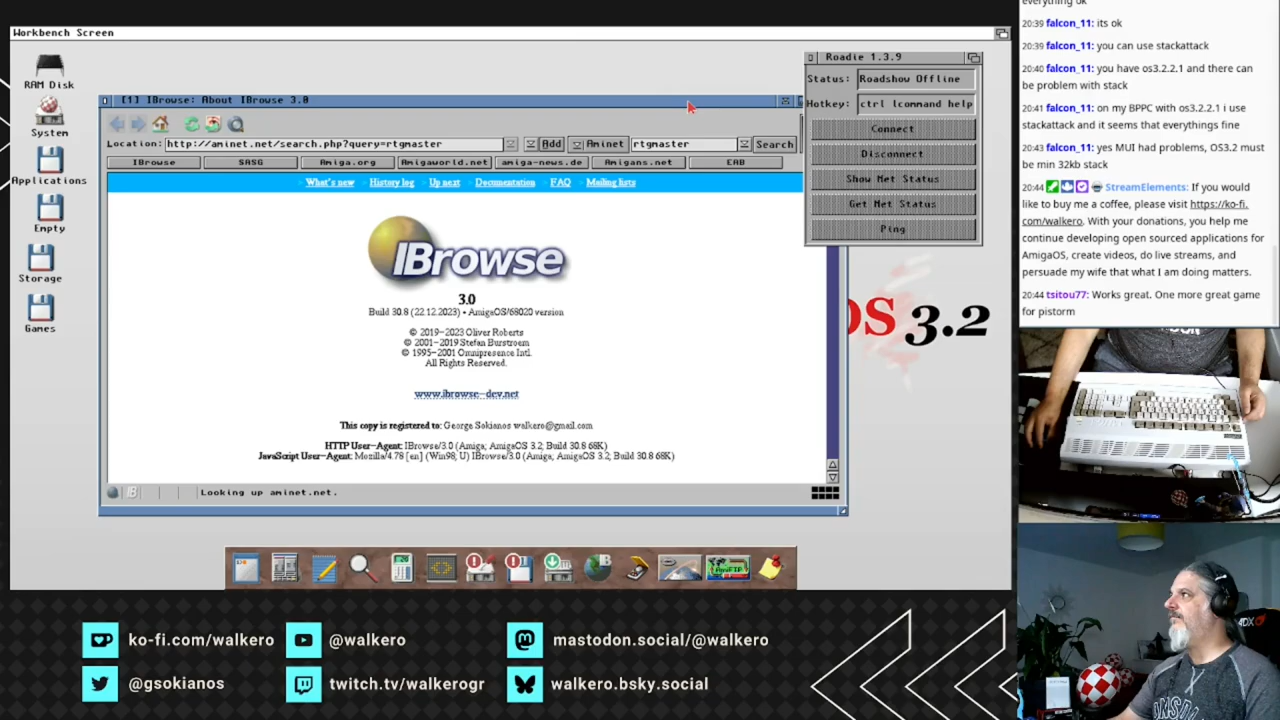 Workbench Screen
RAM Disk
System
Applications
Empty
Storage
Games
[1] IBrowse: About IBrowse 3.0
Location:
http://aminet.net/search.php?query=rtgmaster
Add
Aminet
rtgmaster
Search
IBrowse
SASG
Amiga.org
Amigaworld.net
amiga-news.de
Amigans.net
EAB
What's new
History log
Up next
Documentation
FAQ
Mailing lists
IBrowse
3.0
Build 30.8 (22.12.2023) • AmigaOS/68020 version
© 2019-2023 Oliver Roberts
© 2001-2019 Stefan Burstroem
© 1995-2001 Omnipresence Intl.
All Rights Reserved.
www.ibrowse-dev.net
This copy is registered to: George Sokianos walkero@gmail.com
HTTP User-Agent: IBrowse/3.0 (Amiga; AmigaOS 3.2; Build 30.8 68K)
JavaScript User-Agent: Mozilla/4.78 [en] (Win98; U) IBrowse/3.0 (Amiga; AmigaOS 3.2; Build 30.8 68K)
Looking up aminet.net.
Roadie 1.3.9
Status: Roadshow Offline
Hotkey: ctrl lcommand help
Connect
Disconnect
Show Net Status
Get Net Status
Ping
OS 3.2
AmiFTP
everything ok
20:39 falcon_11: its ok
20:39 falcon_11: you can use stackattack
20:40 falcon_11: you have os3.2.2.1 and there can
be problem with stack
20:41 falcon_11: on my BPPC with os3.2.2.1 i use
stackattack and it seems that everythings fine
20:43 falcon_11: yes MUI had problems, OS3.2 must
be min 32kb stack
20:44 StreamElements: If you would
like to buy me a coffee, please visit https://ko-fi.
com/walkero. With your donations, you help me
continue developing open sourced applications for
AmigaOS, create videos, do live streams, and
persuade my wife that what I am doing matters.
20:44 tsitou77: Works great. One more great game
for pistorm
ko-fi.com/walkero
@walkero
mastodon.social/@walkero
@gsokianos
twitch.tv/walkerogr
walkero.bsky.social